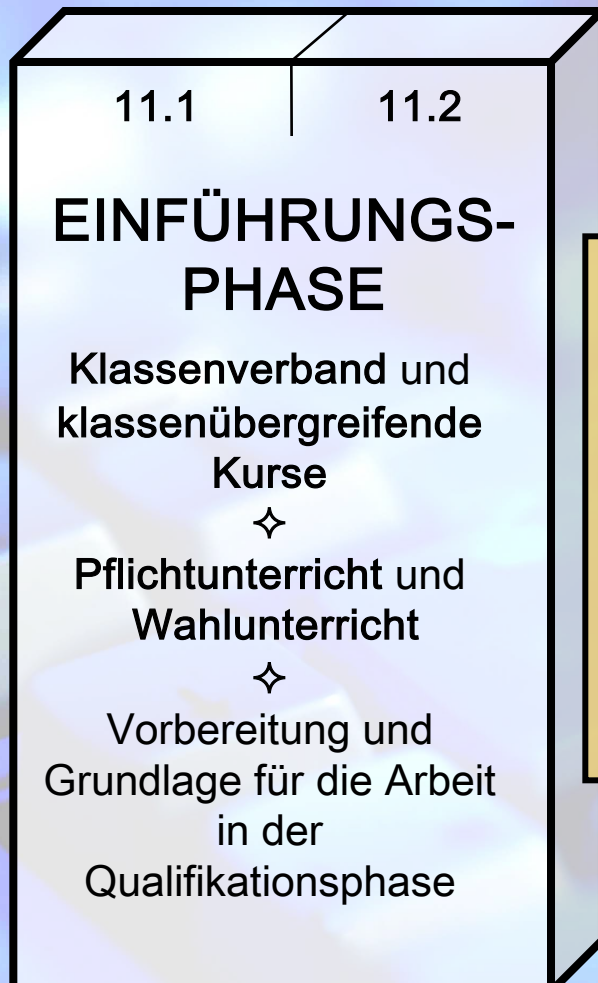 11.1 11.2
EINFÜHRUNGS-
PHASE
Klassenverband und
klassenübergreifende
Kurse
✧
Pflichtunterricht und
Wahlunterricht
✧
Vorbereitung und
Grundlage für die Arbeit
in der
Qualifikationsphase